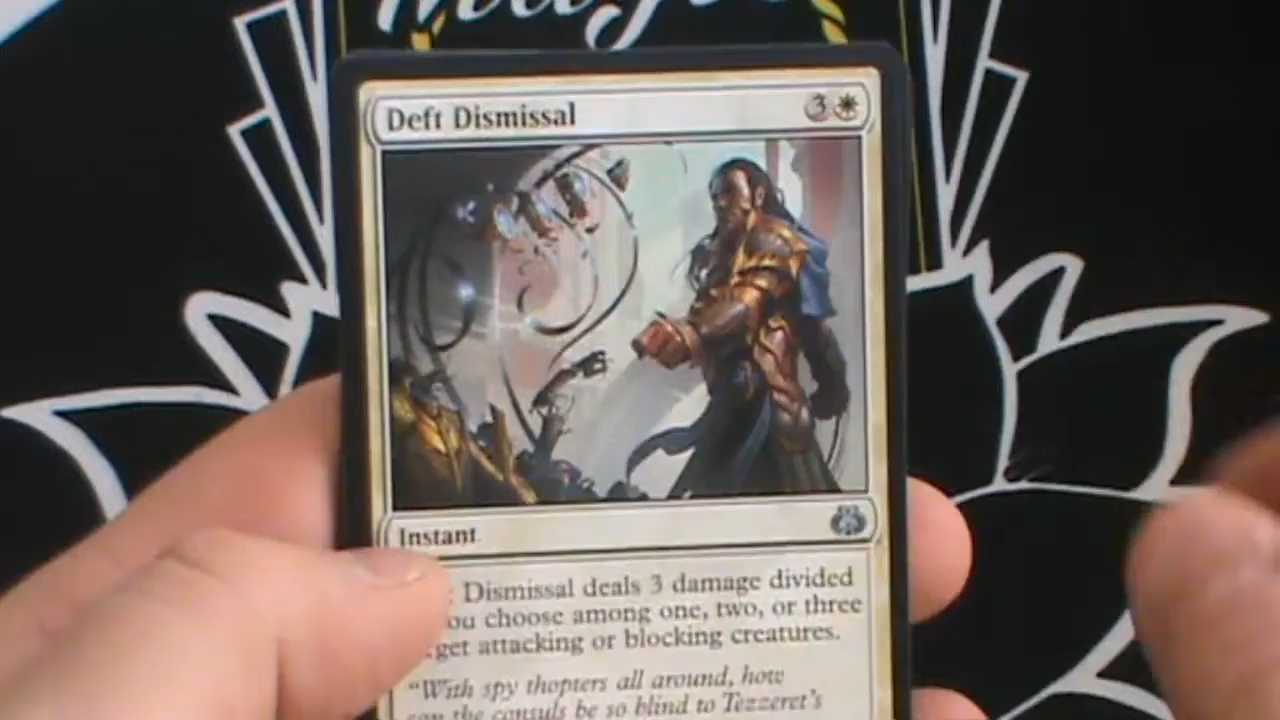 Deft Dismissal 3
Instant
Dismissal deals 3 damage divided
ou choose among one, two, or three
get attacking or blocking creatures.
"With spy thopters all around, how
can the consuls be so blind to Tezzeret's